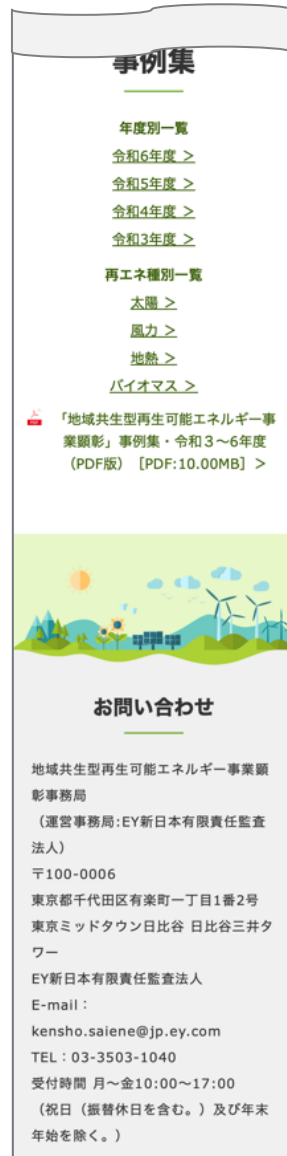 事例集
年度別一覧
令和6年度 ＞
令和5年度 ＞
令和4年度 ＞
令和3年度 ＞
再エネ種別一覧
太陽 ＞
風力 ＞
地熱 ＞
バイオマス ＞
PDF
「地域共生型再生可能エネルギー事
業顕彰」事例集・令和３～6年度
（PDF版）［PDF:10.00MB］＞
お問い合わせ
地域共生型再生可能エネルギー事業顕
彰事務局
（運営事務局:EY新日本有限責任監査
法人）
〒100-0006
東京都千代田区有楽町一丁目1番2号
東京ミッドタウン日比谷 日比谷三井タ
ワー
EY新日本有限責任監査法人
E-mail：
kensho.saiene@jp.ey.com
TEL：03-3503-1040
受付時間 月～金10:00～17:00
（祝日（振替休日を含む。）及び年末
年始を除く。）